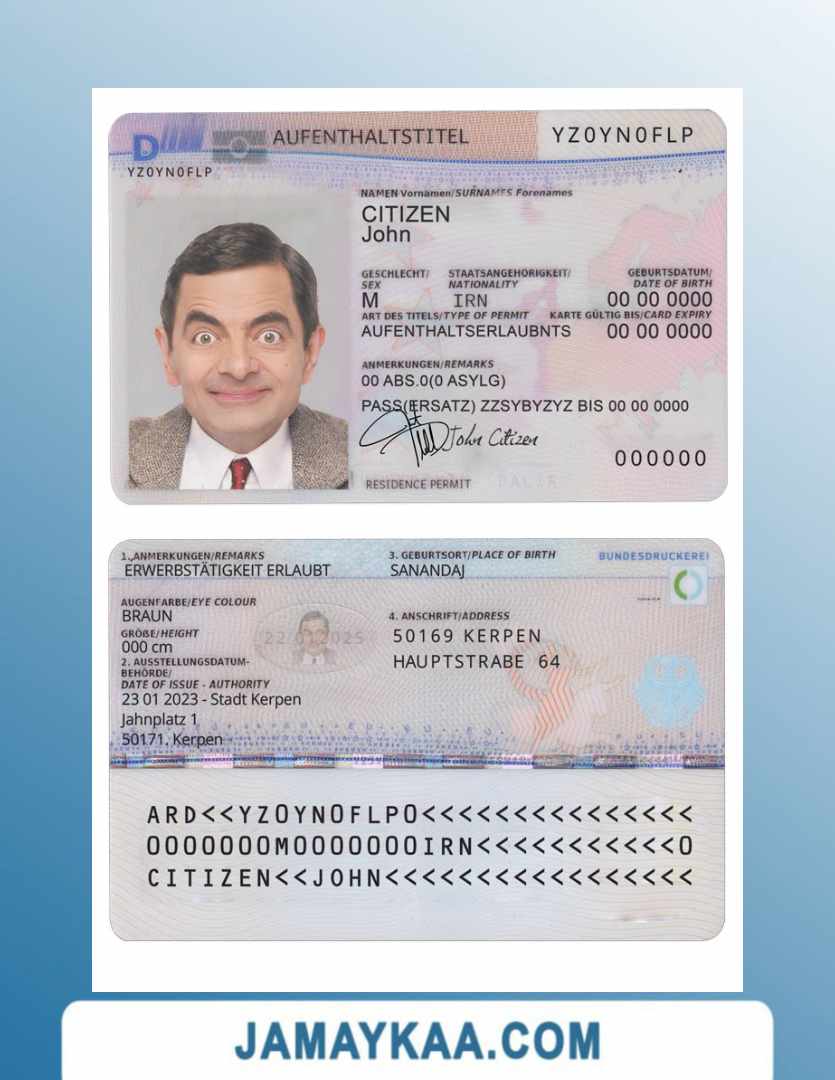 AUFENTHALTSTITEL
YZ0YN0FLP
D
YZ0YN0FLP
NAMEN Vornamen/SURNAMES Forenames
CITIZEN
John
GESCHLECHT/ STAATSANGEHÖRIGKEIT/ GEBURTSDATUM/
SEX NATIONALITY DATE OF BIRTH
M IRN 00 00 0000
ART DES TITELS/TYPE OF PERMIT KARTE GÜLTIG BIS/CARD EXPIRY
AUFENTHALTSERLAUBNTS 00 00 0000
ANMERKUNGEN/REMARKS
00 ABS.0(0 ASYLG)
PASS(ERSATZ) ZZSYBYZYZ BIS 00 00 0000
John Citizen
000000
RESIDENCE PERMIT
1.,ANMERKUNGEN/REMARKS
ERWERBSTÄTIGKEIT ERLAUBT
3. GEBURTSORT/PLACE OF BIRTH
SANANDAJ
BUNDESDRUCKEREI
AUGENFARBE/EYE COLOUR
BRAUN
GRÖßE/HEIGHT
000 cm
2. AUSSTELLUNGSDATUM-
BEHÖRDE/
DATE OF ISSUE - AUTHORITY
23 01 2023 - Stadt Kerpen
Jahnplatz 1
50171, Kerpen
4. ANSCHRIFT/ADDRESS
50169 KERPEN
HAUPTSTRABE 64
ARD<<YZ0YN0FLP0<<<<<<<<<<<<<<<
0000000M0000000IRN<<<<<<<<<<<0
CITIZEN<<JOHN<<<<<<<<<<<<<<<<<
JAMAYKAA.COM